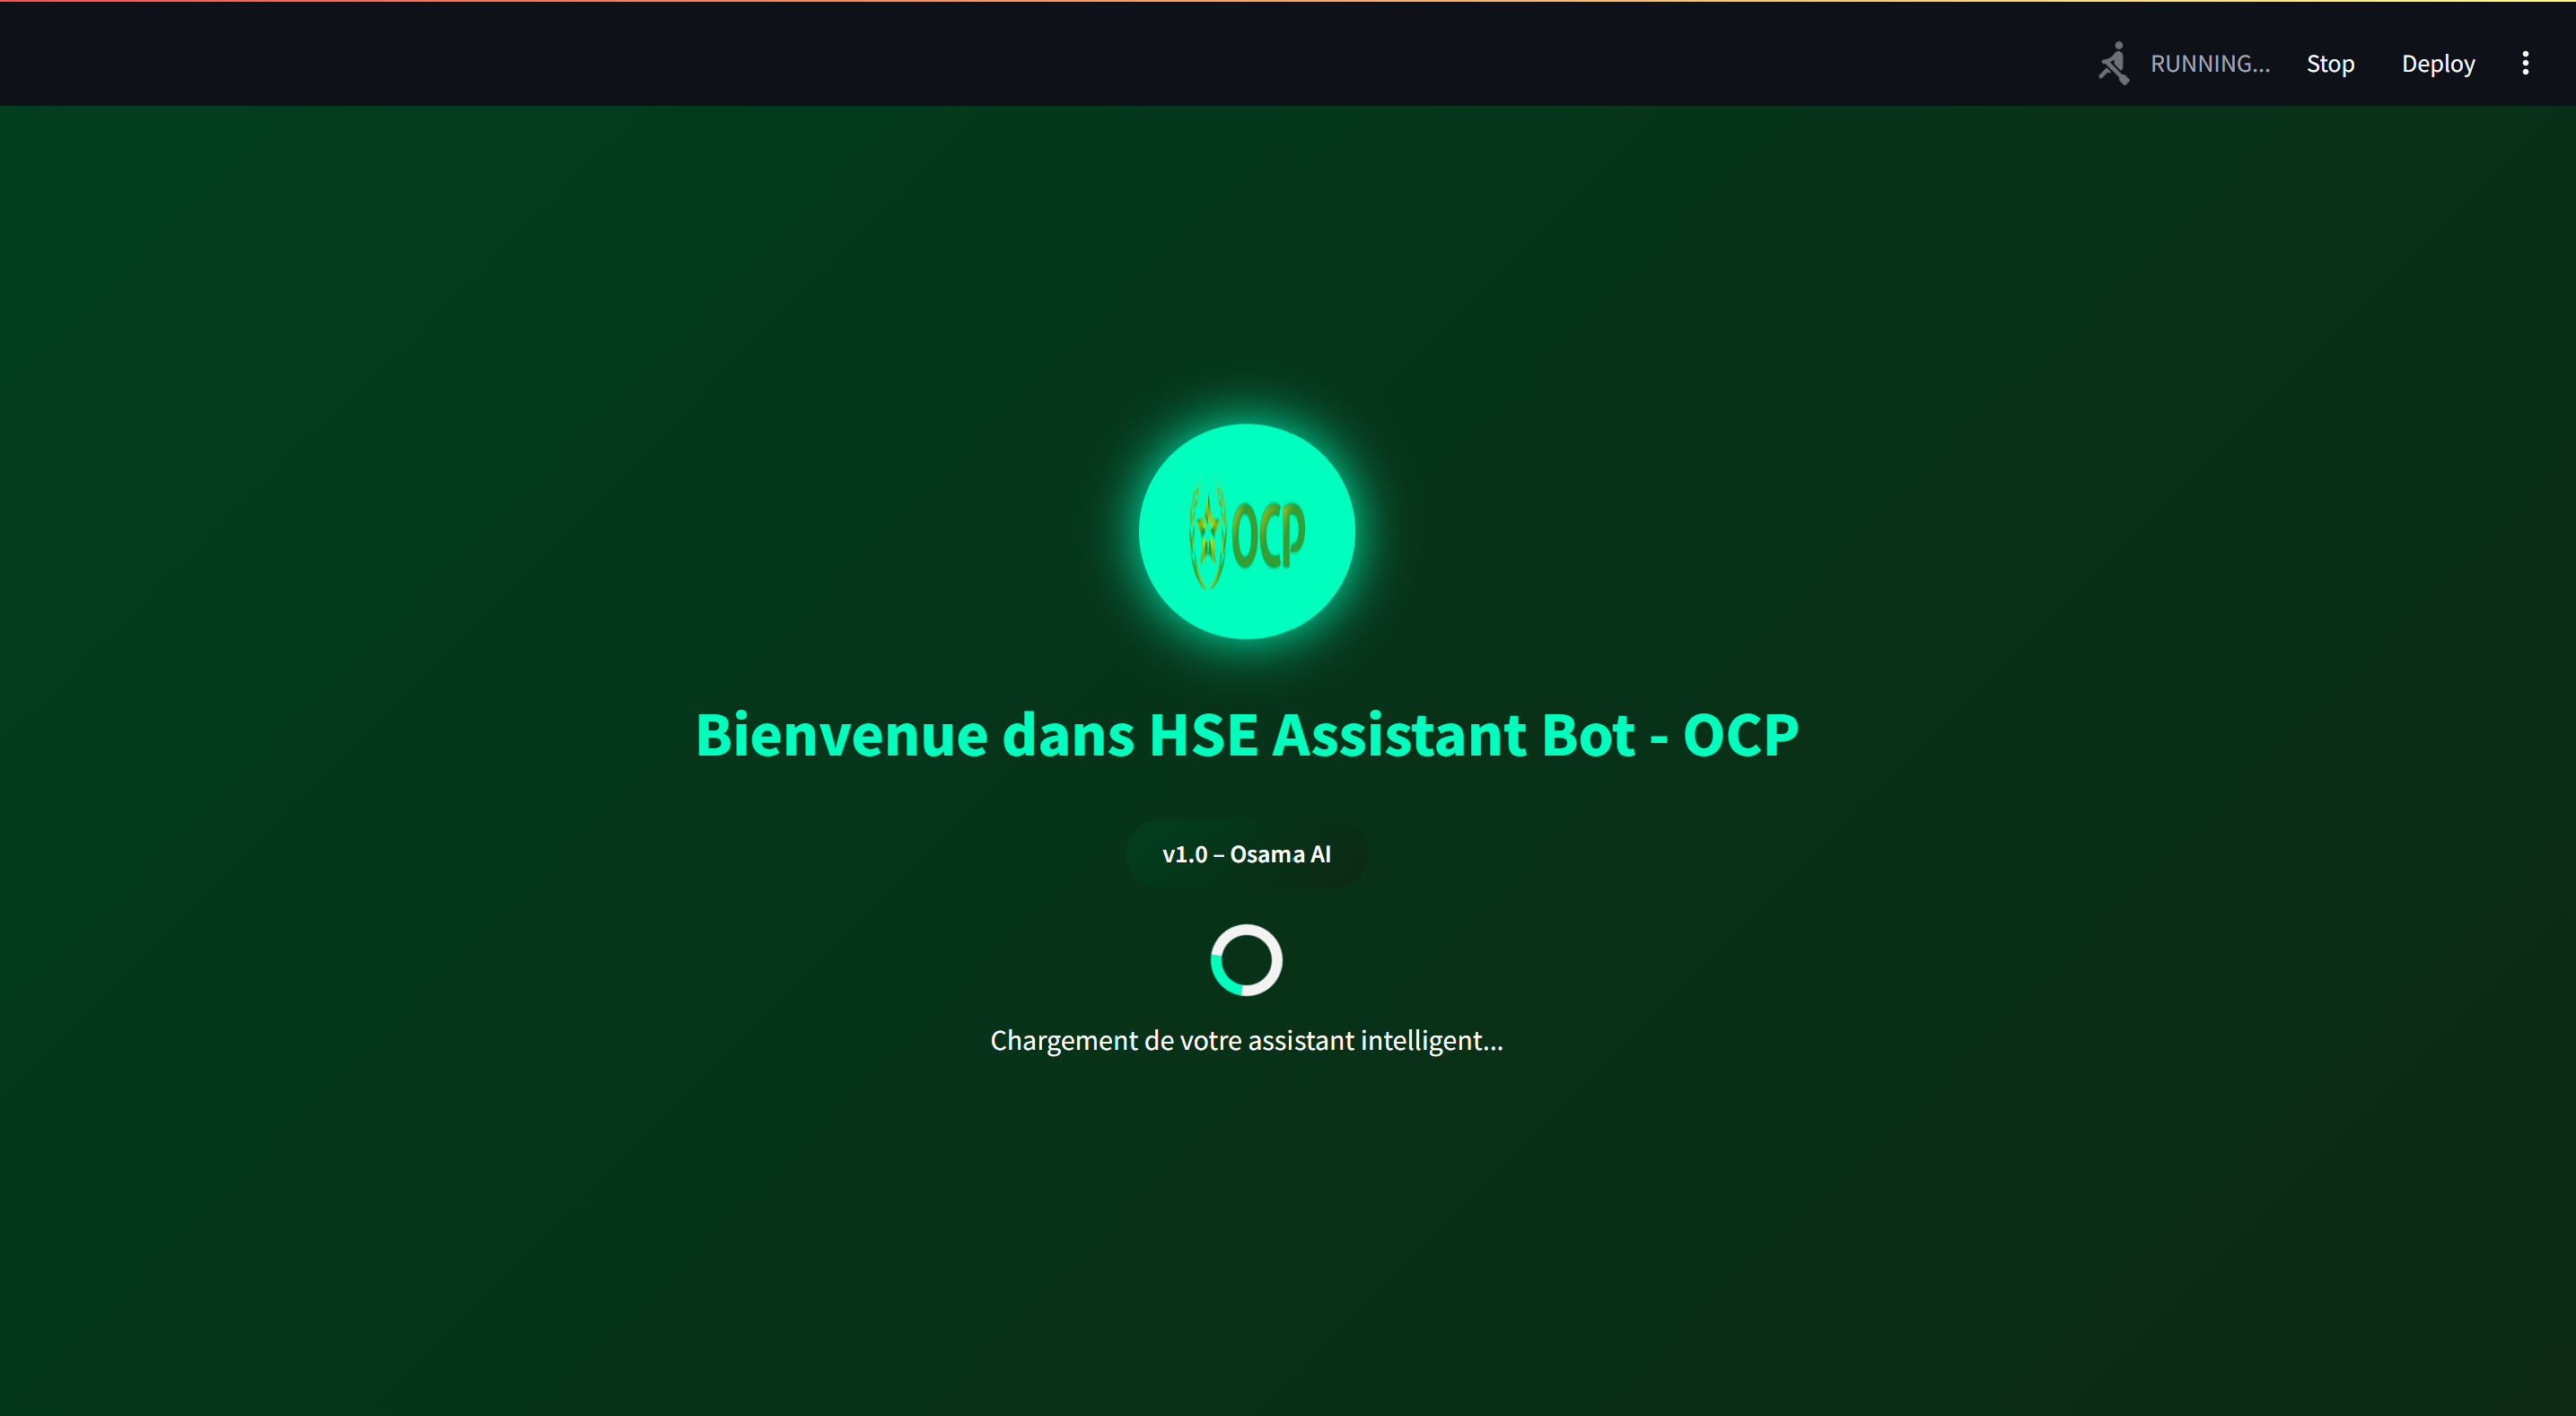 RUNNING... Stop Deploy
OCP
Bienvenue dans HSE Assistant Bot - OCP
v1.0 – Osama AI
Chargement de votre assistant intelligent...